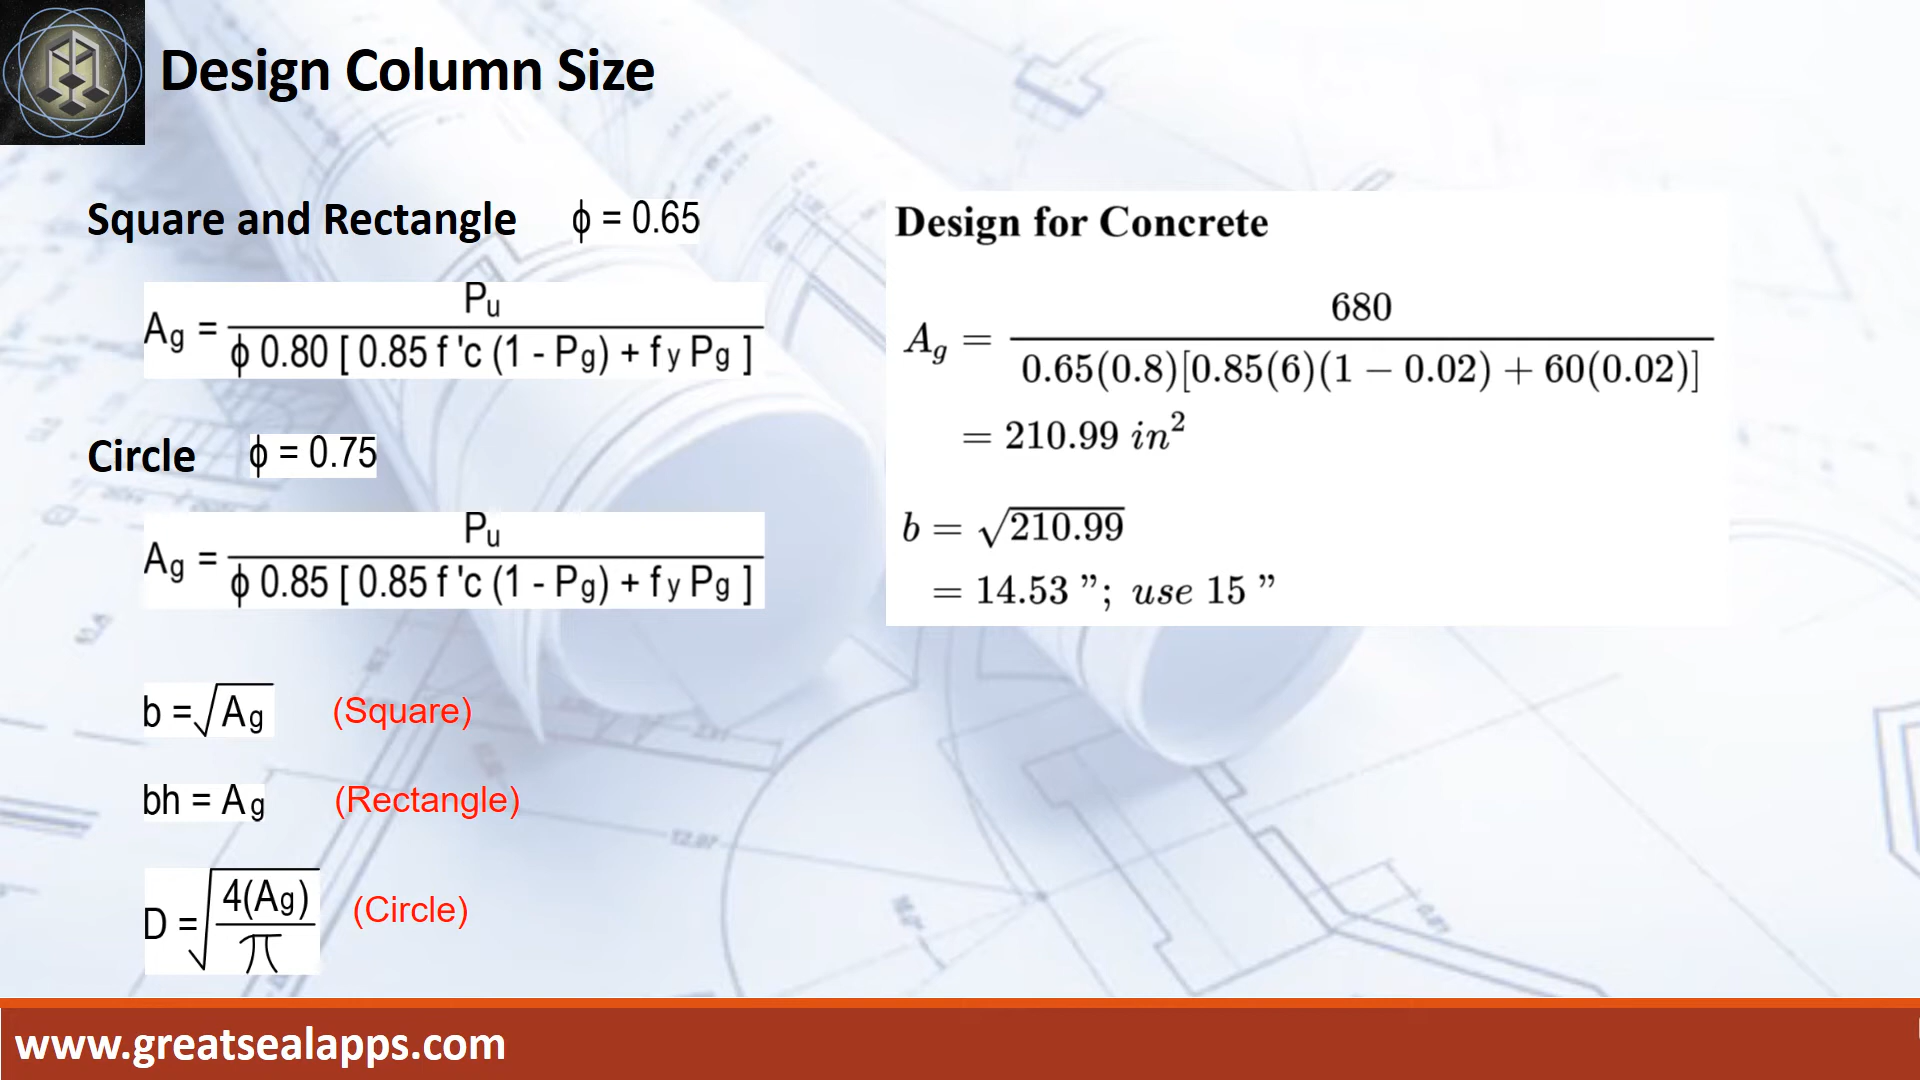 Design Column Size
Square and Rectangle ϕ = 0.65
Ag = Pu / ϕ 0.80 [ 0.85 f 'c (1 - Pg) + f y Pg ]
Circle ϕ = 0.75
Ag = Pu / ϕ 0.85 [ 0.85 f 'c (1 - Pg) + f y Pg ]
b = √Ag (Square)
bh = Ag (Rectangle)
D = √(4(Ag) / π) (Circle)
Design for Concrete
Ag = 680 / 0.65(0.8)[0.85(6)(1 − 0.02) + 60(0.02)]
= 210.99 in²
b = √210.99
= 14.53 ”; use 15 ”
www.greatsealapps.com